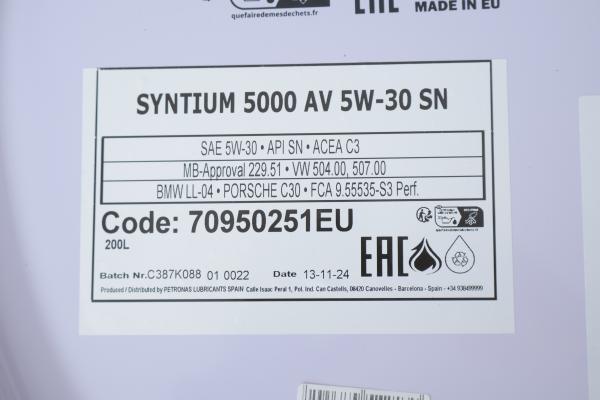 quefairedemesdechets.fr
EAC
MADE IN EU
SYNTIUM 5000 AV 5W-30 SN
SAE 5W-30 • API SN • ACEA C3
MB-Approval 229.51 • VW 504.00, 507.00
BMW LL-04 • PORSCHE C30 • FCA 9.55535-S3 Perf.
Code: 70950251EU
200L
EAC
Batch Nr.C387K088 01 0022 Date 13-11-24
Produced / Distributed by PETRONAS LUBRICANTS SPAIN Calle Isaac Peral 1, Pol. Ind. Can Castells, 08420 Canovelles - Barcelona - Spain - +34 938499999